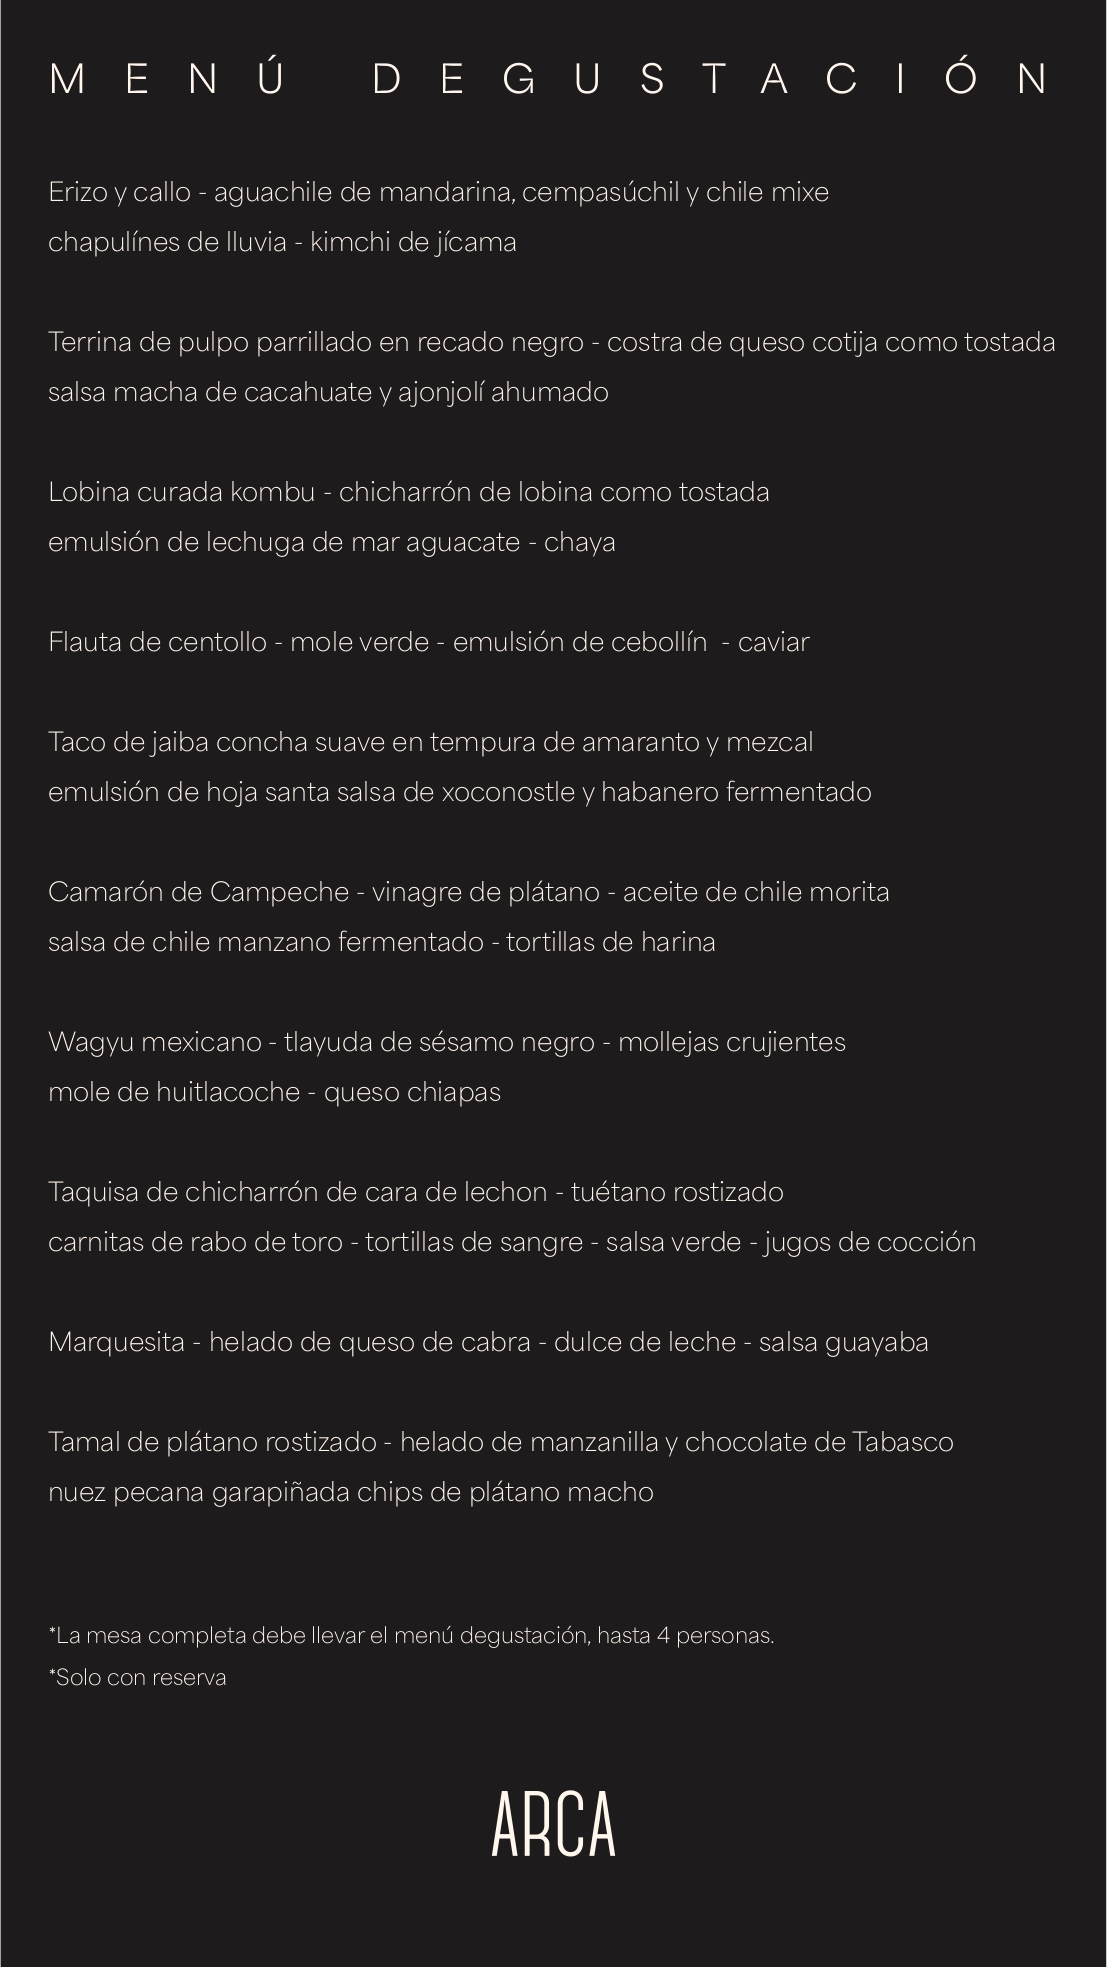 MENÚ DEGUSTACIÓN
Erizo y callo - aguachile de mandarina, cempasúchil y chile mixe
chapulínes de lluvia - kimchi de jícama
Terrina de pulpo parrillado en recado negro - costra de queso cotija como tostada
salsa macha de cacahuate y ajonjolí ahumado
Lobina curada kombu - chicharrón de lobina como tostada
emulsión de lechuga de mar aguacate - chaya
Flauta de centollo - mole verde - emulsión de cebollín - caviar
Taco de jaiba concha suave en tempura de amaranto y mezcal
emulsión de hoja santa salsa de xoconostle y habanero fermentado
Camarón de Campeche - vinagre de plátano - aceite de chile morita
salsa de chile manzano fermentado - tortillas de harina
Wagyu mexicano - tlayuda de sésamo negro - mollejas crujientes
mole de huitlacoche - queso chiapas
Taquisa de chicharrón de cara de lechon - tuétano rostizado
carnitas de rabo de toro - tortillas de sangre - salsa verde - jugos de cocción
Marquesita - helado de queso de cabra - dulce de leche - salsa guayaba
Tamal de plátano rostizado - helado de manzanilla y chocolate de Tabasco
nuez pecana garapiñada chips de plátano macho
*La mesa completa debe llevar el menú degustación, hasta 4 personas.
*Solo con reserva
ARCA